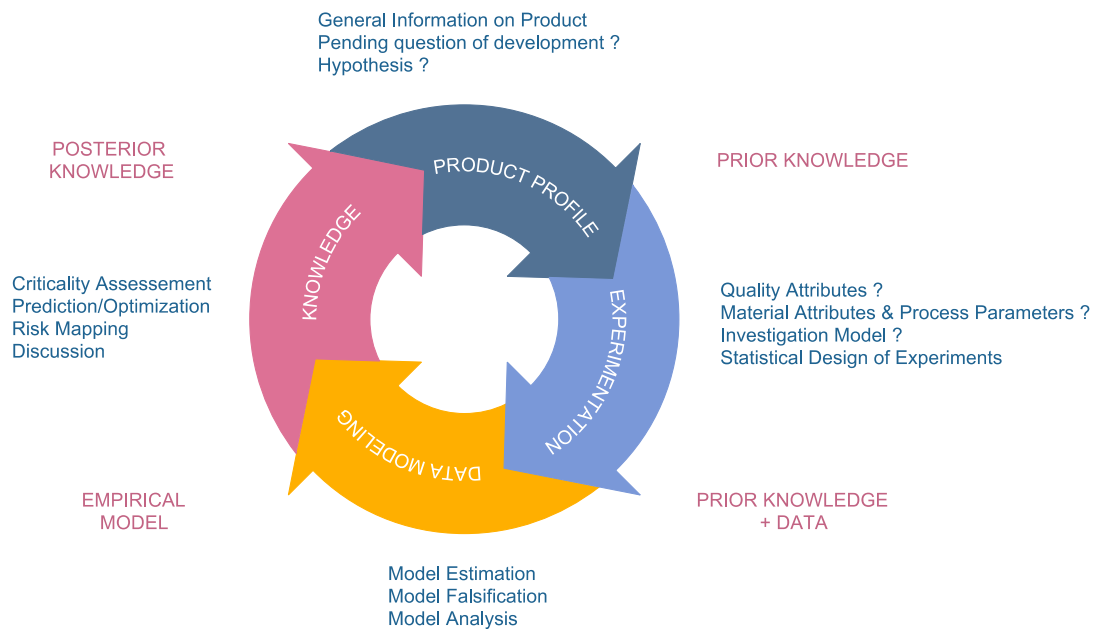 General Information on Product
Pending question of development ?
Hypothesis ?
POSTERIOR
KNOWLEDGE
PRODUCT PROFILE
PRIOR KNOWLEDGE
KNOWLEDGE
EXPERIMENTATION
Criticality Assessement
Prediction/Optimization
Risk Mapping
Discussion
Quality Attributes ?
Material Attributes & Process Parameters ?
Investigation Model ?
Statistical Design of Experiments
DATA MODELING
EMPIRICAL
MODEL
PRIOR KNOWLEDGE
+ DATA
Model Estimation
Model Falsification
Model Analysis